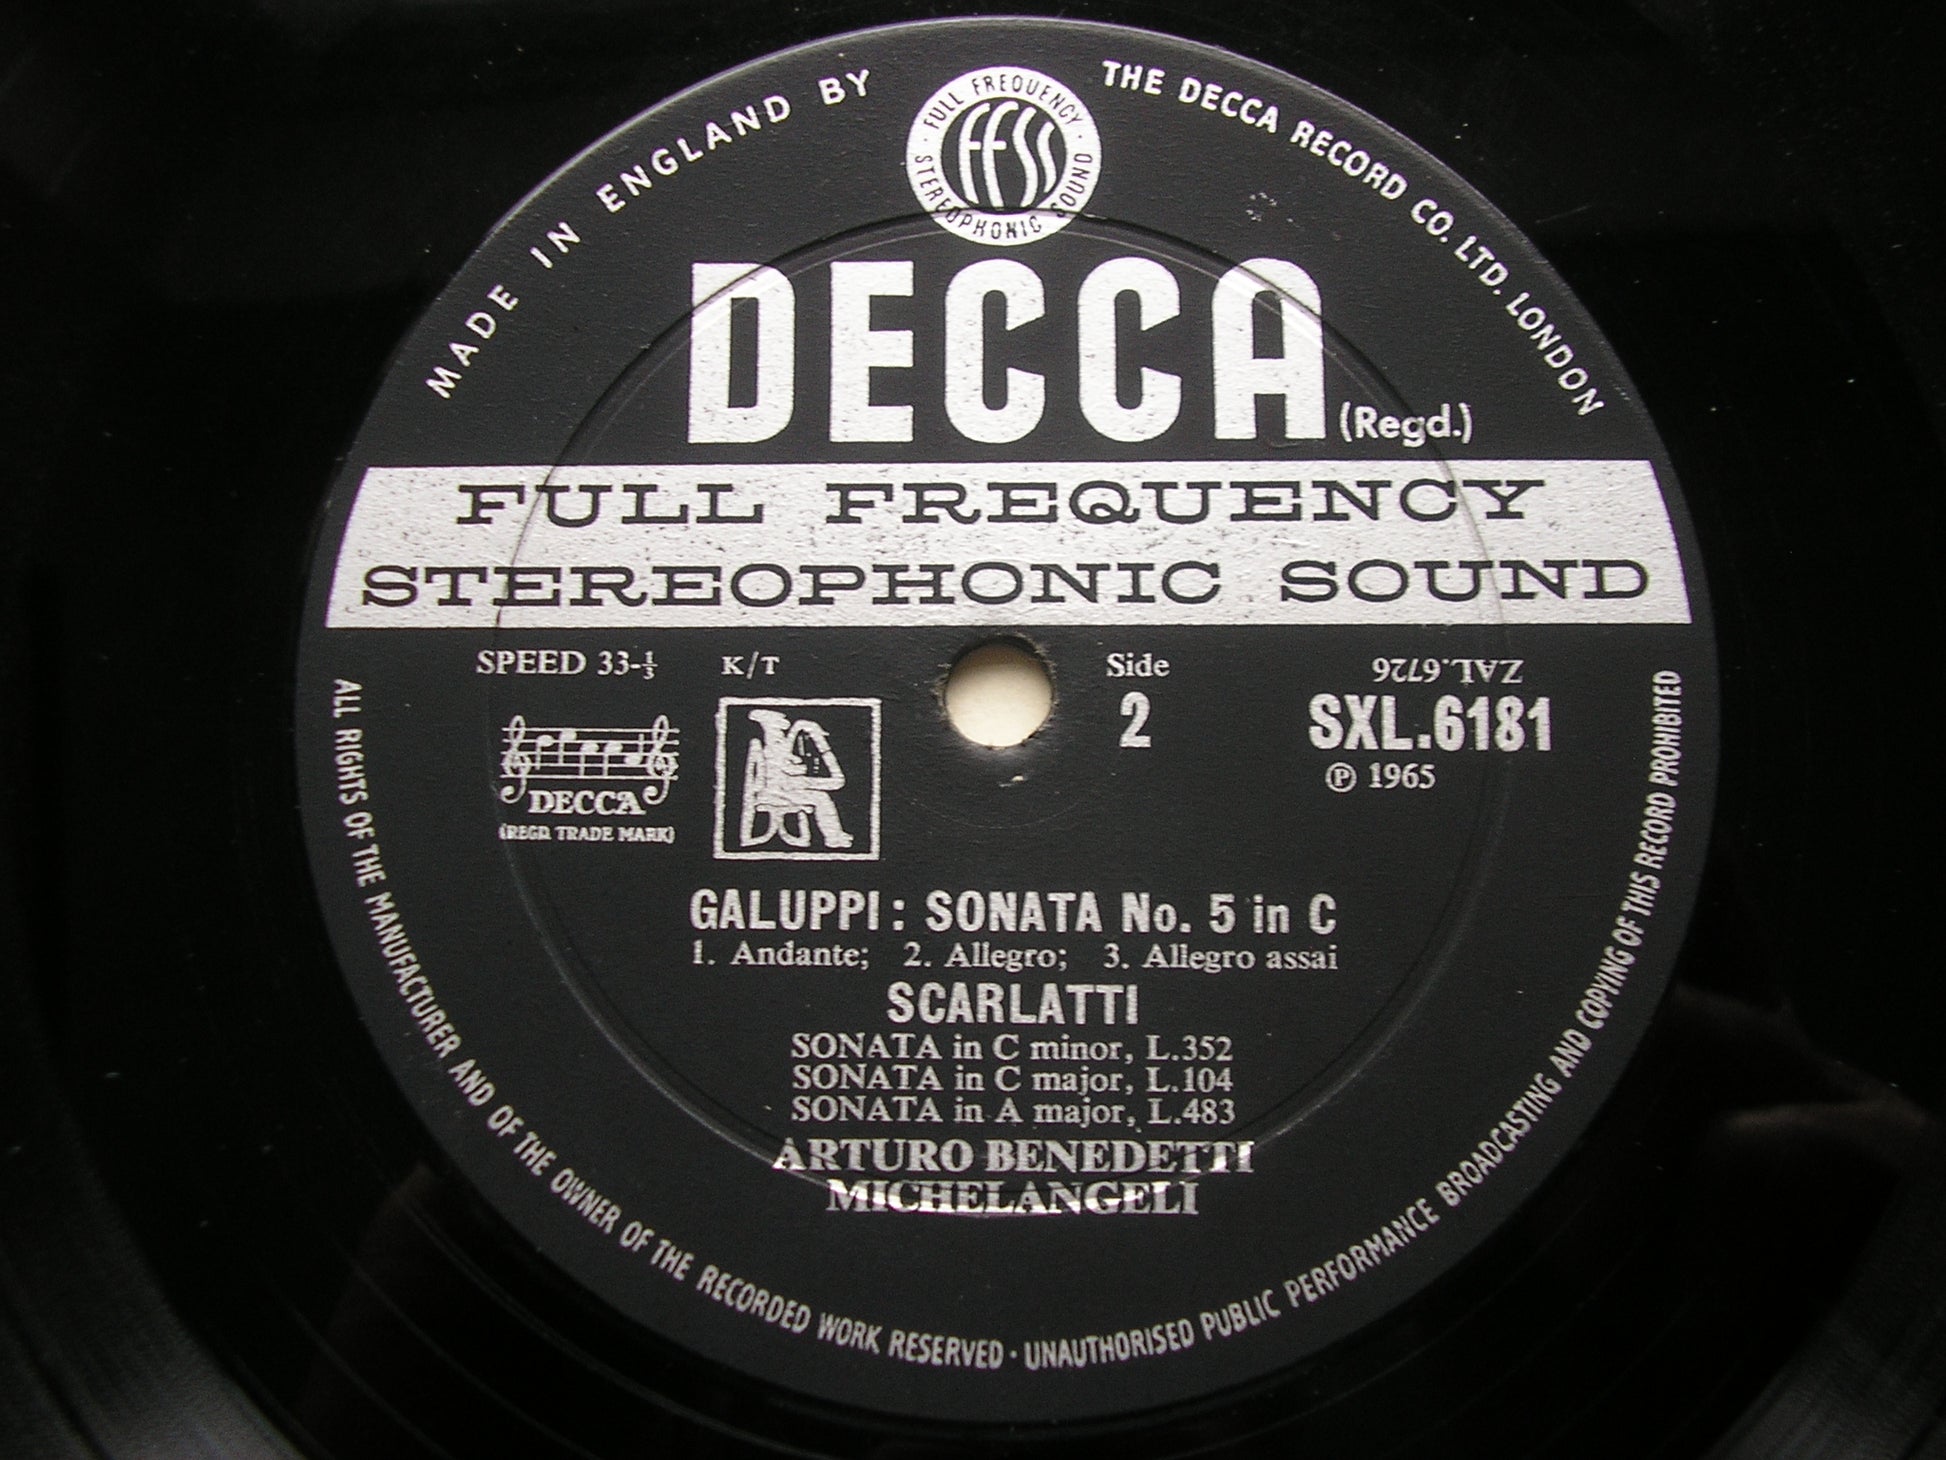 MADE IN ENGLAND BY
THE DECCA RECORD CO. LTD. LONDON
· FULL FREQUENCY ·
STEREOPHONIC SOUND
FFSS
DECCA (Regd.)
FULL FREQUENCY
STEREOPHONIC SOUND
SPEED 33-⅓
K/T
Side
2
ZAL.6726
SXL.6181
℗ 1965
DECCA
(REGD. TRADE MARK)
GALUPPI : SONATA No. 5 in C
1. Andante; 2. Allegro; 3. Allegro assai
SCARLATTI
SONATA in C minor, L.352
SONATA in C major, L.104
SONATA in A major, L.483
ARTURO BENEDETTI
MICHELANGELI
ALL RIGHTS OF THE MANUFACTURER AND OF THE OWNER OF THE RECORDED WORK RESERVED · UNAUTHORISED PUBLIC PERFORMANCE BROADCASTING AND COPYING OF THIS RECORD PROHIBITED